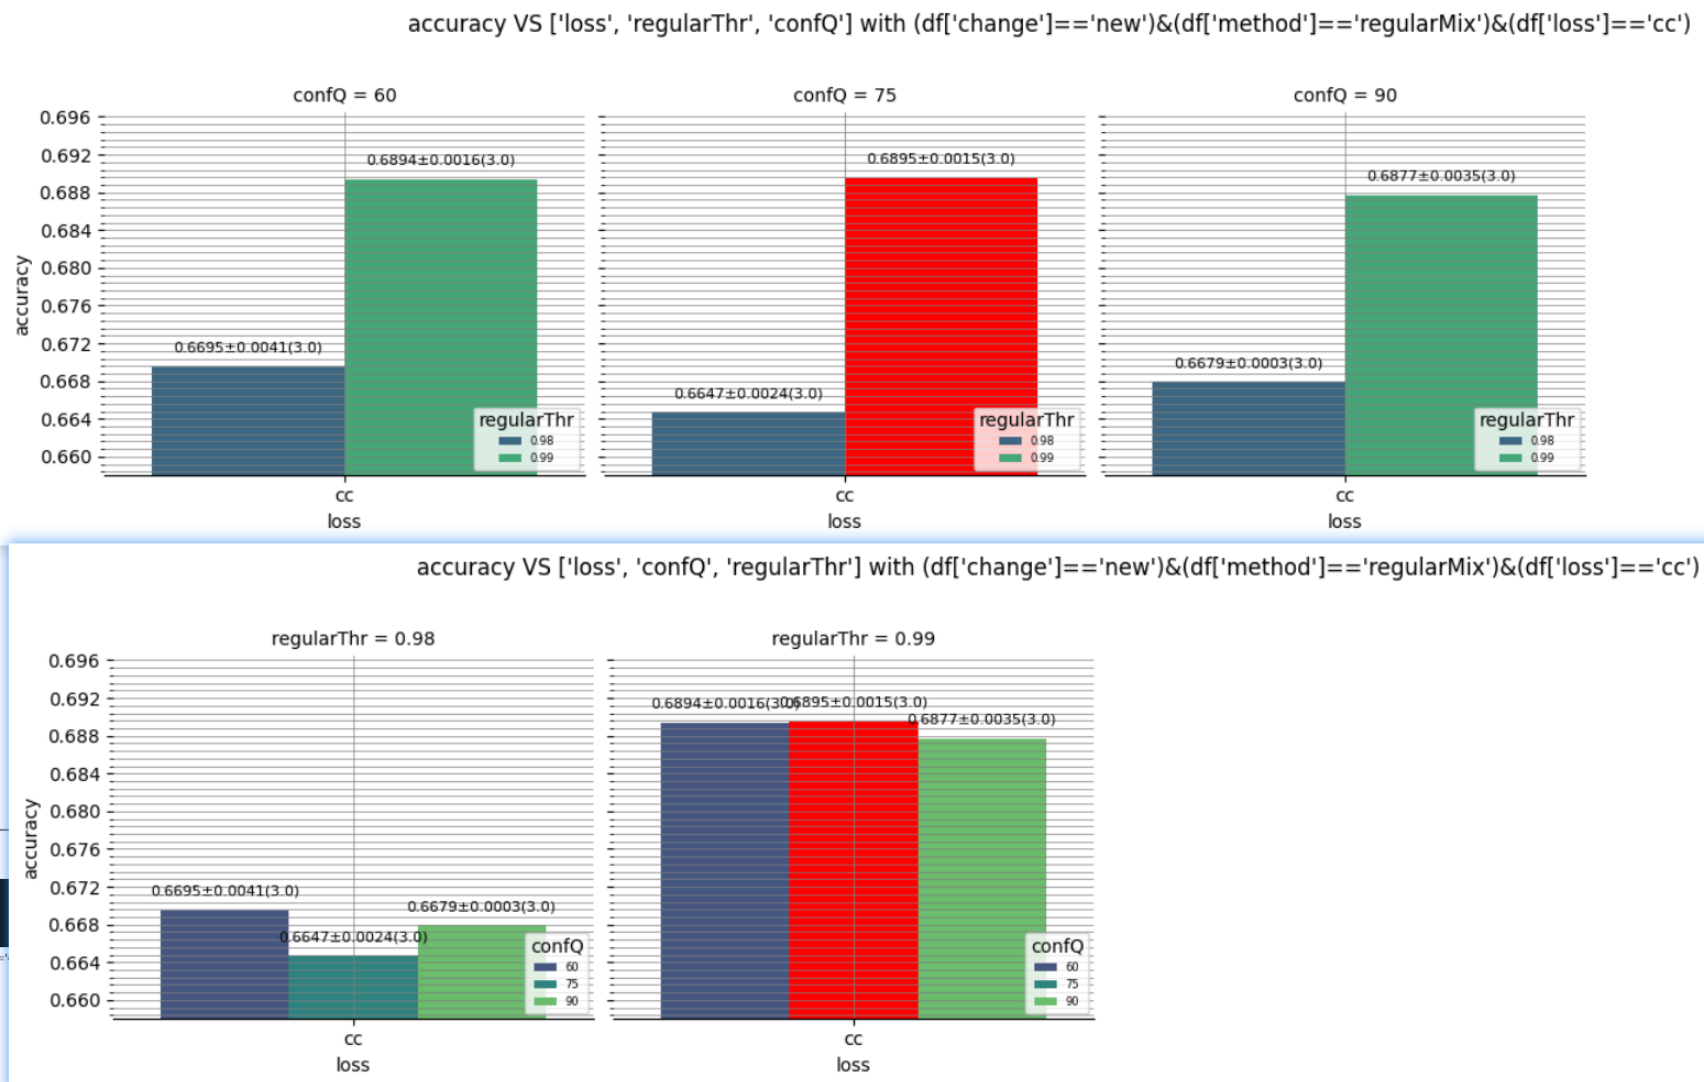 accuracy VS ['loss', 'regularThr', 'confQ'] with (df['change']=='new')&(df['method']=='regularMix')&(df['loss']=='cc')
confQ = 60
confQ = 75
confQ = 90
0.696
0.692
0.688
0.684
0.680
0.676
0.672
0.668
0.664
0.660
accuracy
0.6695±0.0041(3.0)
0.6894±0.0016(3.0)
regularThr
0.98
0.99
cc
loss
0.6647±0.0024(3.0)
0.6895±0.0015(3.0)
regularThr
0.98
0.99
cc
loss
0.6679±0.0003(3.0)
0.6877±0.0035(3.0)
regularThr
0.98
0.99
cc
loss
accuracy VS ['loss', 'confQ', 'regularThr'] with (df['change']=='new')&(df['method']=='regularMix')&(df['loss']=='cc')
regularThr = 0.98
regularThr = 0.99
0.696
0.692
0.688
0.684
0.680
0.676
0.672
0.668
0.664
0.660
accuracy
0.6695±0.0041(3.0)
0.6647±0.0024(3.0)
0.6679±0.0003(3.0)
confQ
60
75
90
cc
loss
0.6894±0.0016(3.0)
0.6895±0.0015(3.0)
0.6877±0.0035(3.0)
confQ
60
75
90
cc
loss